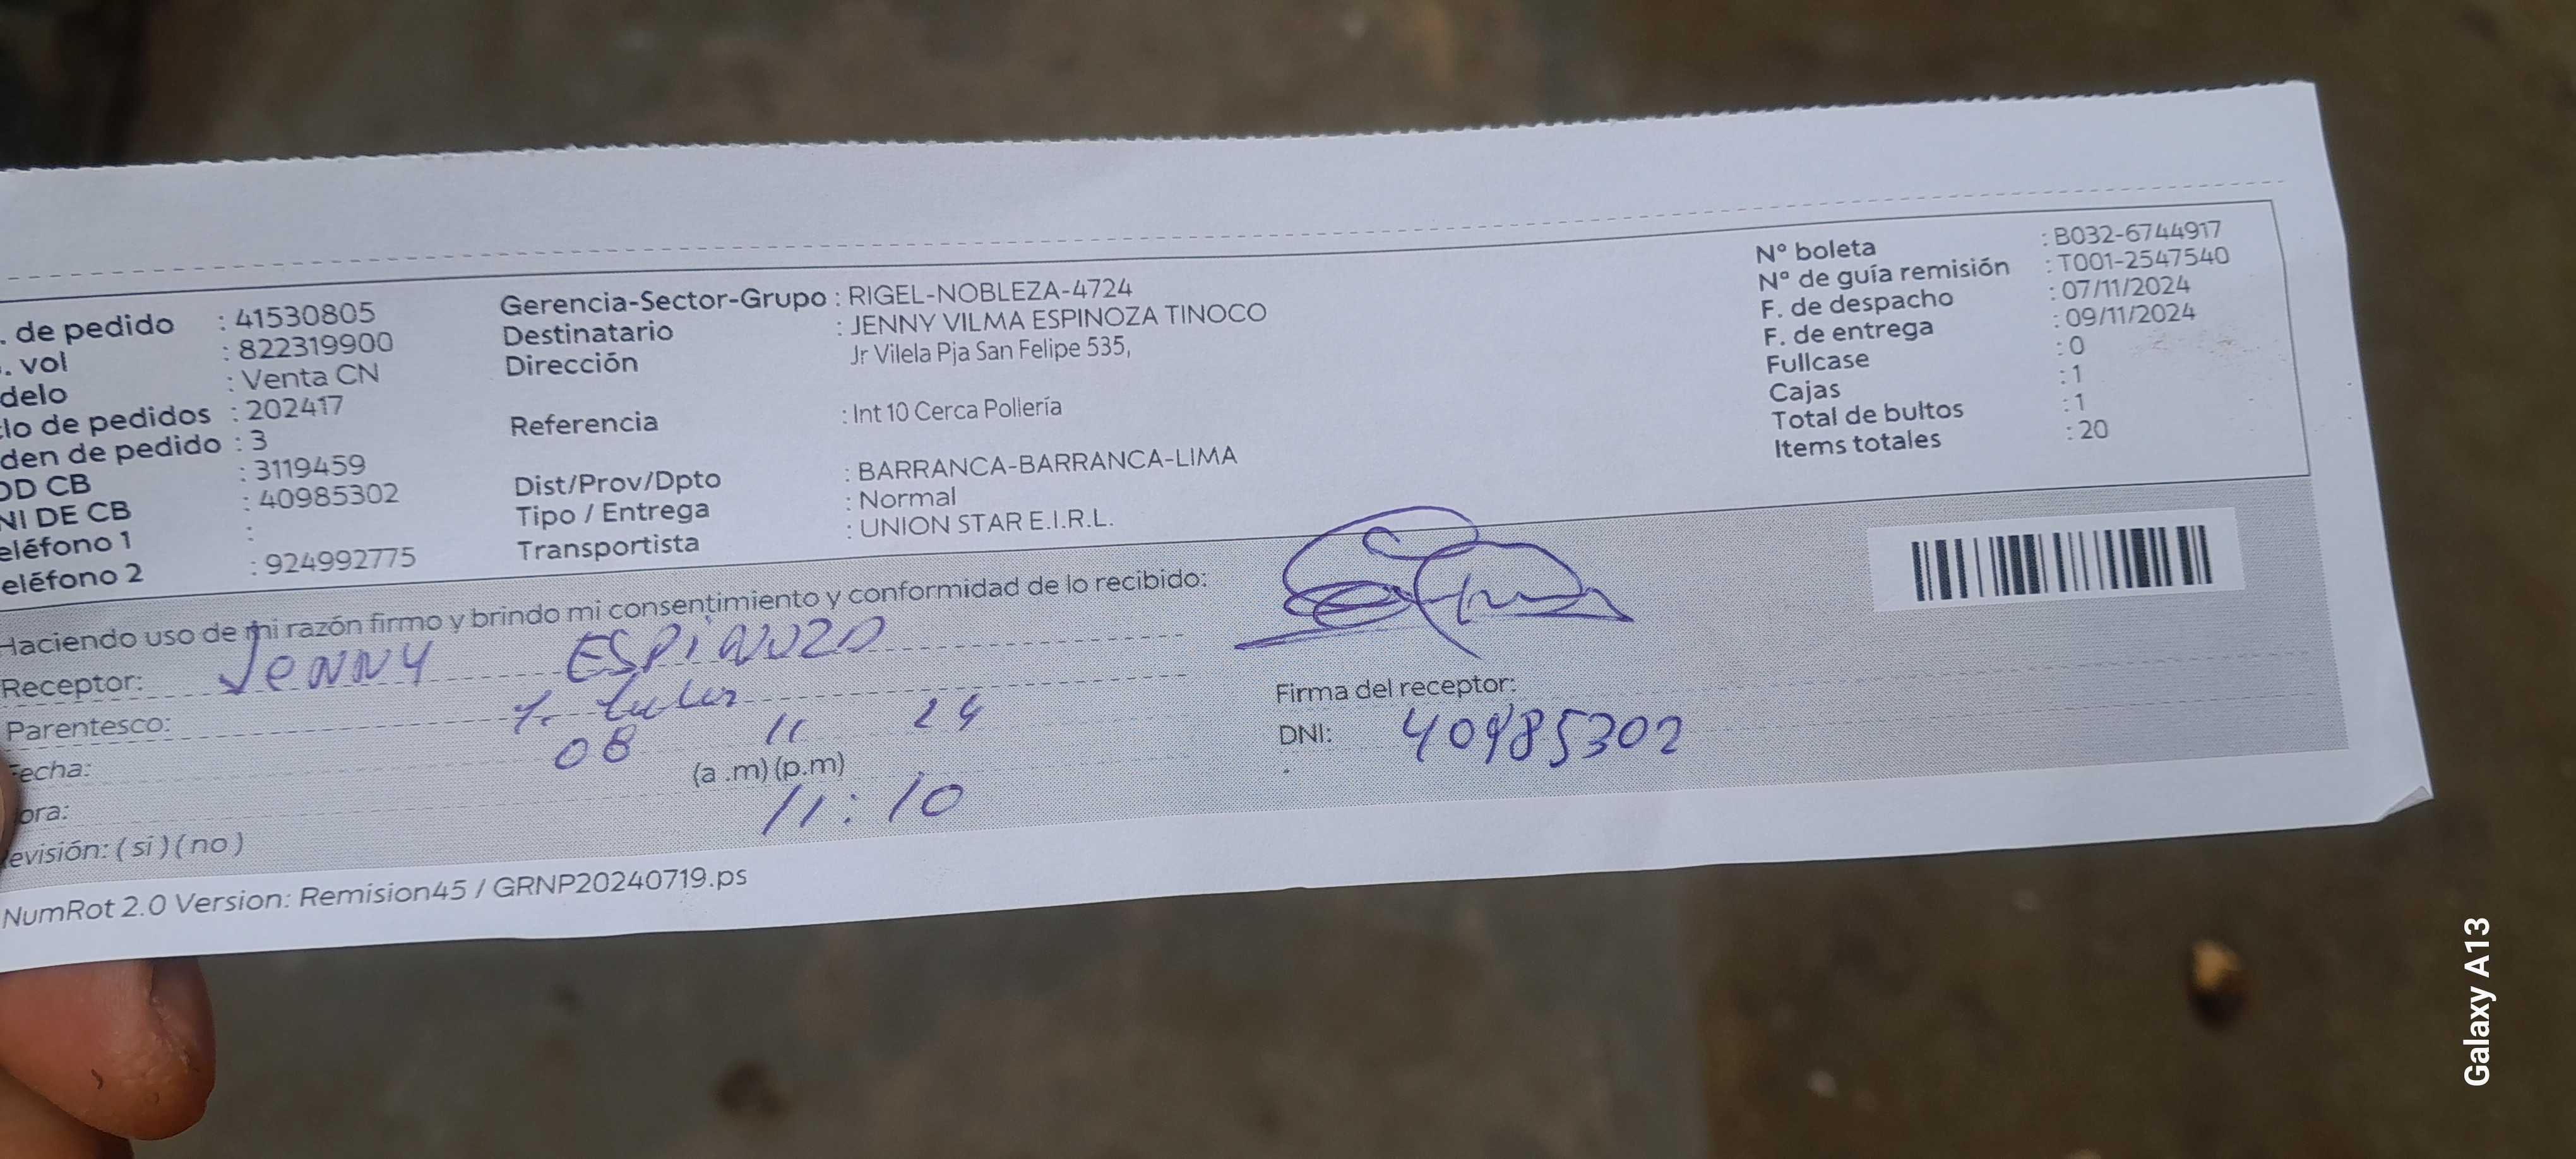 . de pedido : 41530805
. vol : 822319900
delo : Venta CN
clo de pedidos : 202417
den de pedido : 3
OD CB : 3119459
NI DE CB : 40985302
eléfono 1 :
eléfono 2 : 924992775
Gerencia-Sector-Grupo : RIGEL-NOBLEZA-4724
Destinatario : JENNY VILMA ESPINOZA TINOCO
Dirección Jr Vilela Pja San Felipe 535,
Referencia : Int 10 Cerca Pollería
Dist/Prov/Dpto : BARRANCA-BARRANCA-LIMA
Tipo / Entrega : Normal
Transportista : UNION STAR E.I.R.L.
Nº boleta : B032-6744917
Nº de guía remisión : T001-2547540
F. de despacho : 07/11/2024
F. de entrega : 09/11/2024
Fullcase : 0
Cajas : 1
Total de bultos : 1
Items totales : 20
Haciendo uso de mi razón firmo y brindo mi consentimiento y conformidad de lo recibido:
Receptor: Jenny ESPINOZA
Parentesco:
Fecha: 08 11 24
ora: (a .m) (p.m) 11:10
evisión: ( si ) ( no )
Firma del receptor:
DNI: 40985302
NumRot 2.0 Version: Remision45 / GRNP20240719.ps
Galaxy A13